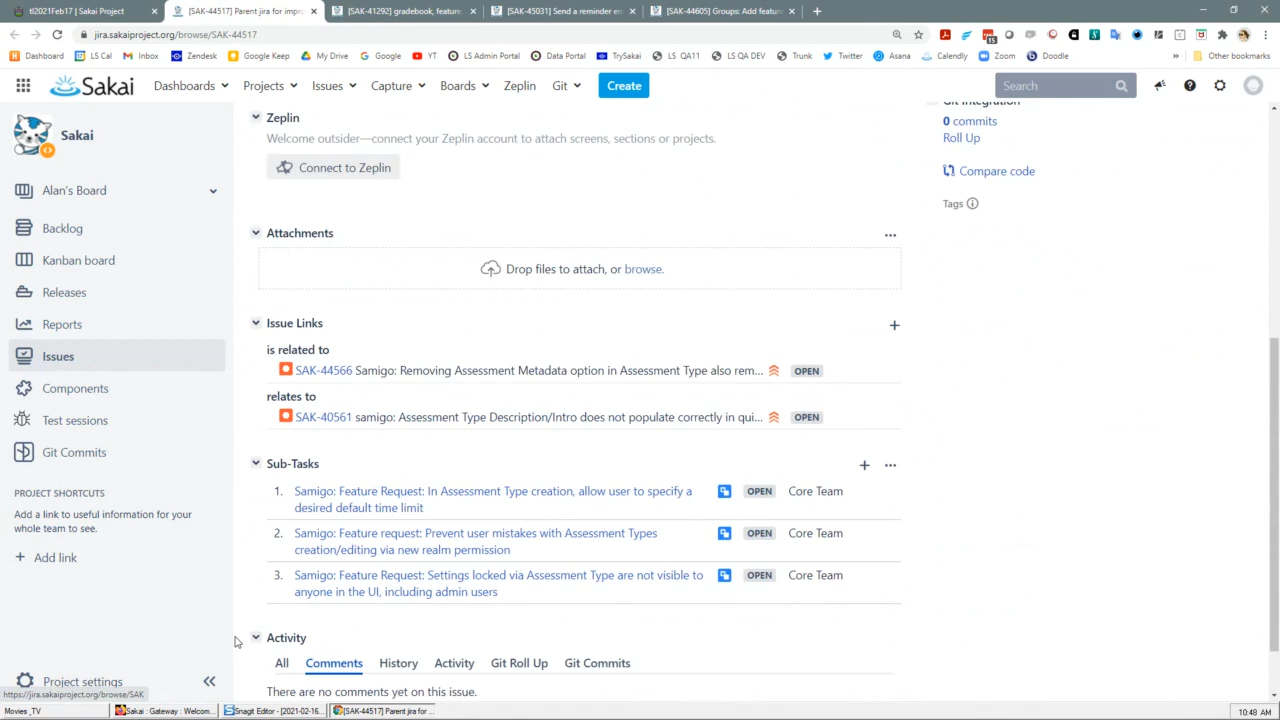 tl2021Feb17 | Sakai Project
[SAK-44517] Parent jira for impro
[SAK-41292] gradebook, feature
[SAK-45031] Send a reminder em
[SAK-44605] Groups: Add feature
jira.sakaiproject.org/browse/SAK-44517
Dashboard LS Cal Inbox Zendesk Google Keep My Drive Google YT LS Admin Portal Data Portal TrySakai LS QA11 LS QA DEV Trunk Twitter Asana Calendly Zoom Doodle » Other bookmarks
Sakai Dashboards Projects Issues Capture Boards Zeplin Git Create Search
Sakai
Alan's Board
Backlog
Kanban board
Releases
Reports
Issues
Components
Test sessions
Git Commits
PROJECT SHORTCUTS
Add a link to useful information for your
whole team to see.
+ Add link
Project settings
https://jira.sakaiproject.org/browse/SAK
Zeplin
Welcome outsider—connect your Zeplin account to attach screens, sections or projects.
Connect to Zeplin
Attachments
Drop files to attach, or browse.
Issue Links
is related to
SAK-44566 Samigo: Removing Assessment Metadata option in Assessment Type also rem... OPEN
relates to
SAK-40561 samigo: Assessment Type Description/Intro does not populate correctly in qui... OPEN
Sub-Tasks
1. Samigo: Feature Request: In Assessment Type creation, allow user to specify a OPEN Core Team
desired default time limit
2. Samigo: Feature request: Prevent user mistakes with Assessment Types OPEN Core Team
creation/editing via new realm permission
3. Samigo: Feature Request: Settings locked via Assessment Type are not visible to OPEN Core Team
anyone in the UI, including admin users
Activity
All Comments History Activity Git Roll Up Git Commits
There are no comments yet on this issue.
Git Integration
0 commits
Roll Up
Compare code
Tags
Movies _TV
Sakai : Gateway : Welcom...
Snagit Editor - [2021-02-16...
[SAK-44517] Parent jira for ...
10:48 AM